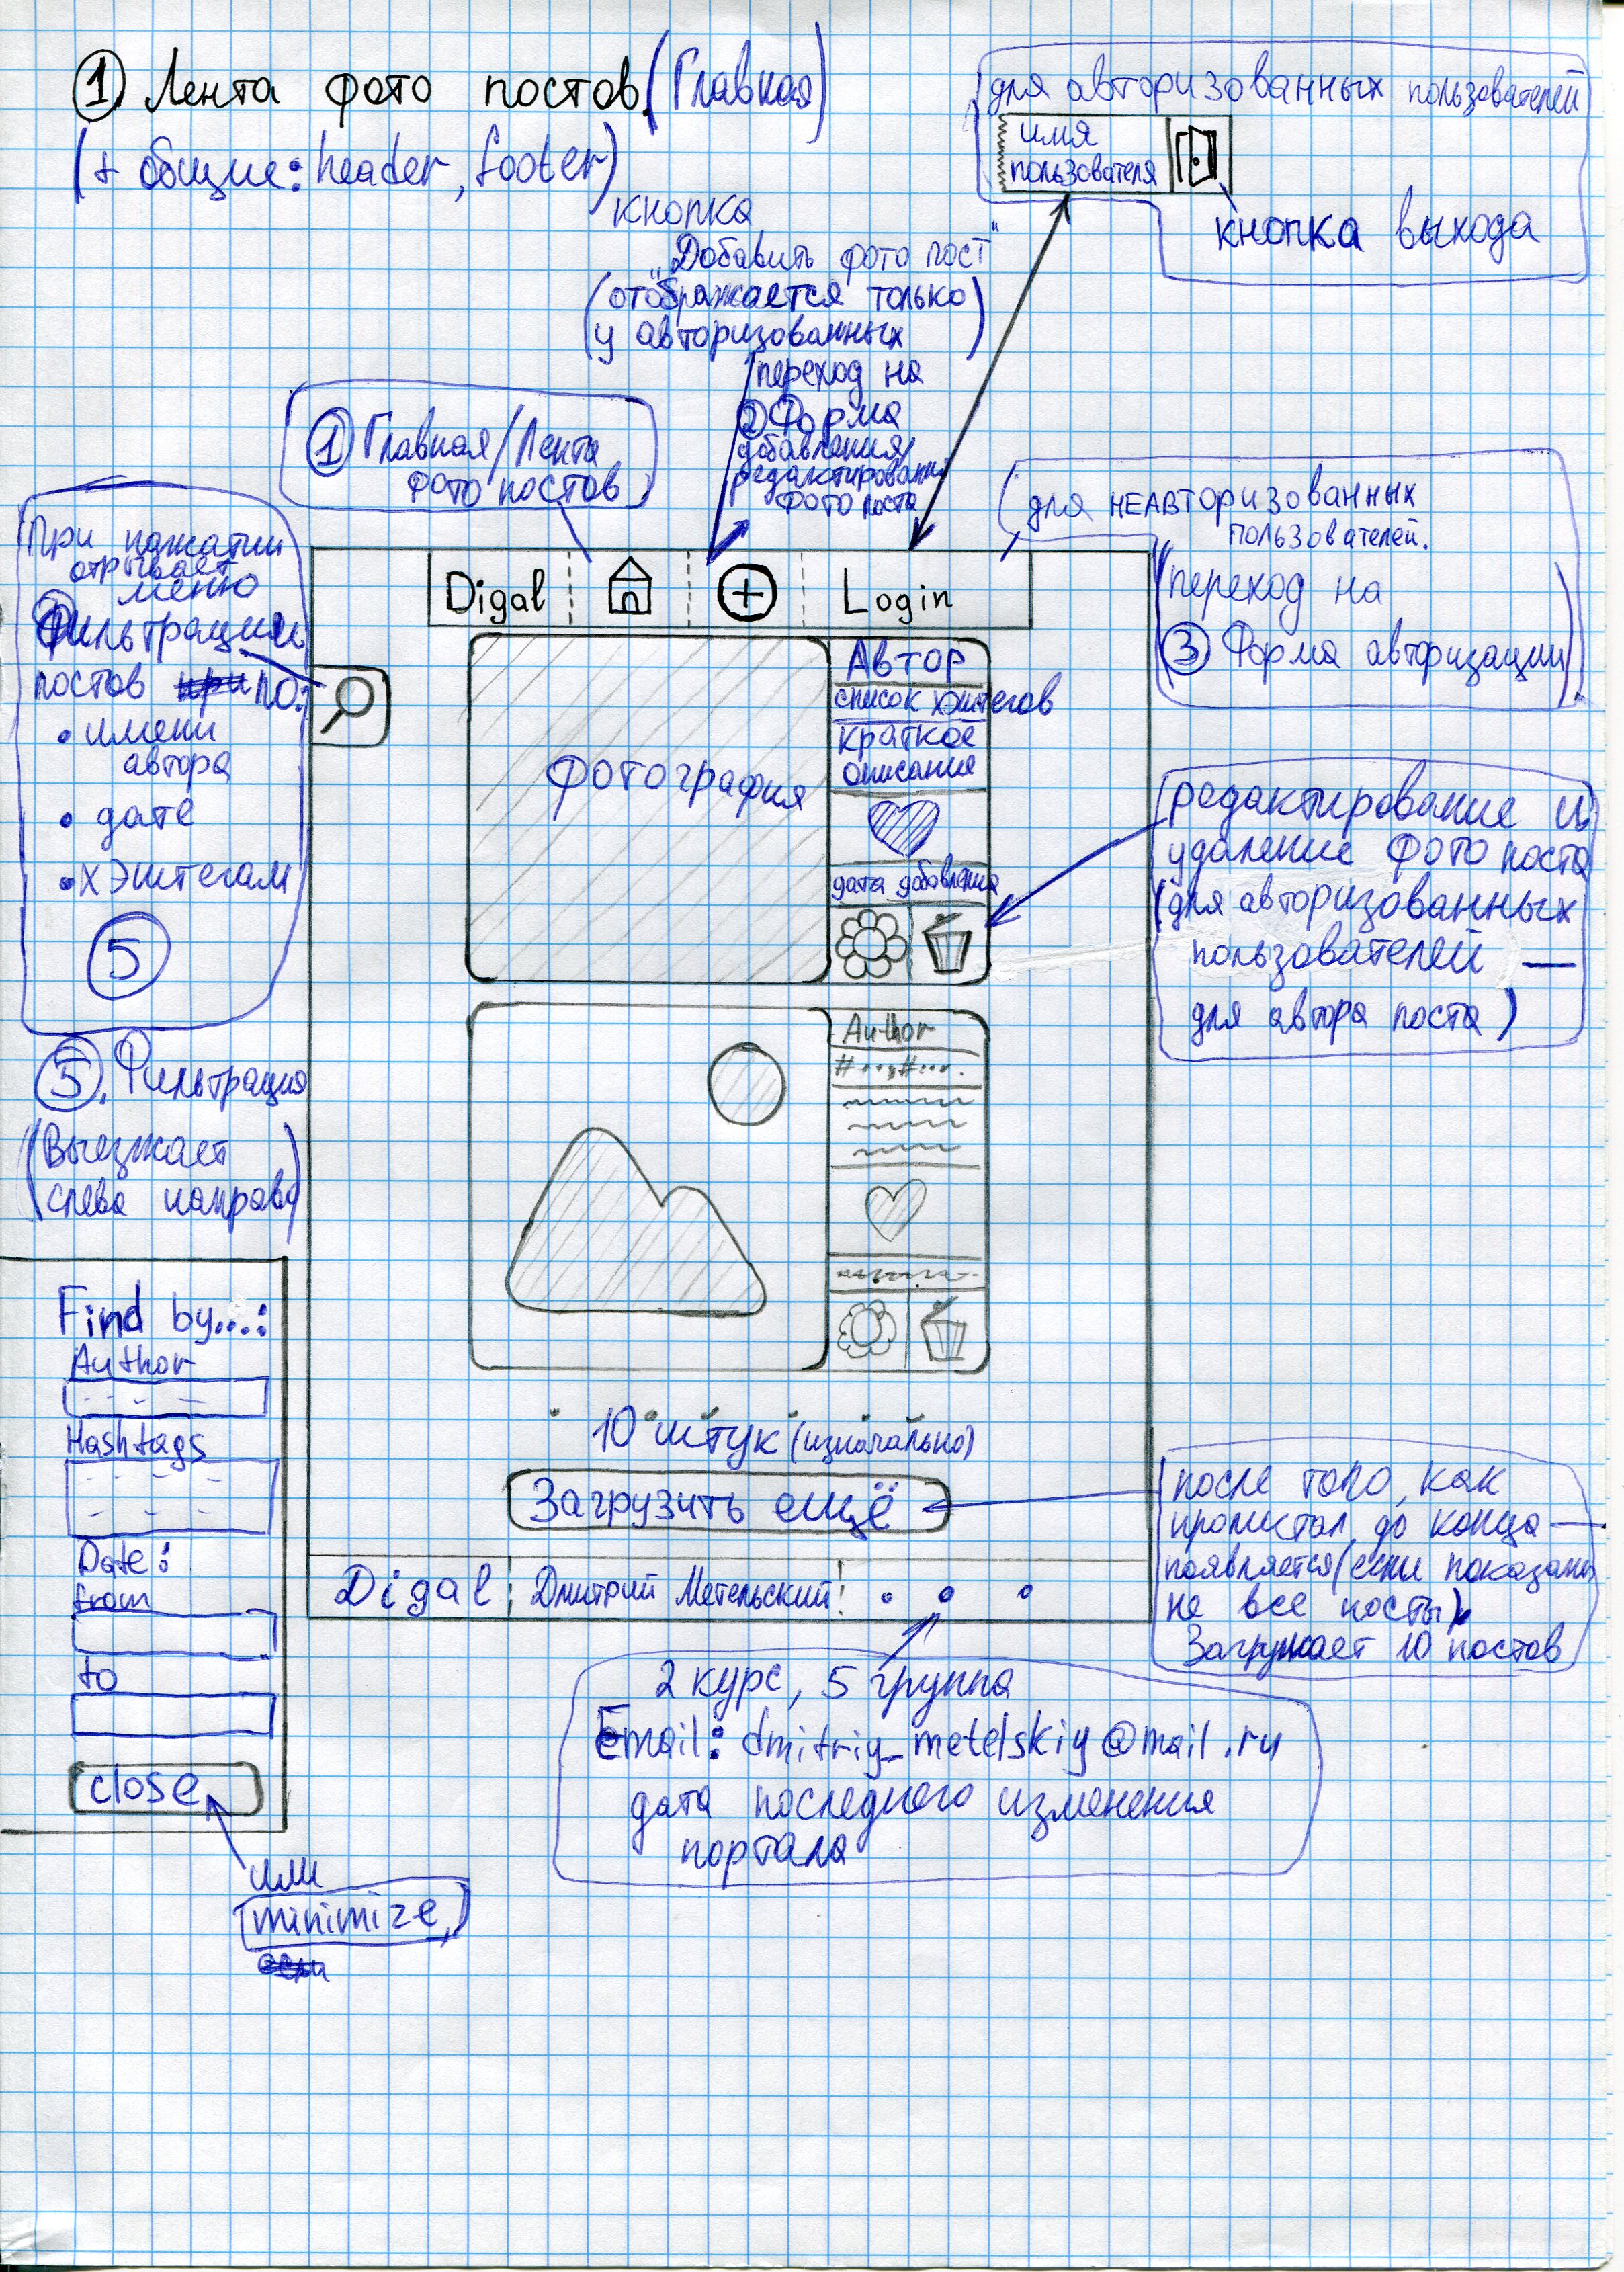 1 Лента фото постов (Главная)
(+ общие: header, footer)
для авторизованных пользователей
имя
пользователя
кнопка выхода
кнопка
"Добавить фото пост"
(отображается только
у авторизованных)
переход на
2 Форма
добавления/
редактирования
фото поста
1 Главная/Лента
фото постов
для НЕАВТОРИЗОВАННЫХ
пользователей.
(переход на
3 Форма авторизации)
При нажатии
открывает
меню
Фильтрации
постов по:
• имени
автора
• дате
• хэштегам
5
Digal
Login
Фотография
Автор
список хэштегов
краткое
описание
дата добавления
редактирование и
удаление фото поста
(для авторизованных
пользователей —
для автора поста)
5. Фильтрация
(Выезжает
слева направо)
Author
#...,#...
Find by...:
Author
Hashtags
Date:
from
to
close
или
minimize
10 штук (изначально)
Загрузить ещё
после того, как
пролистал до конца —
появляется (если показаны
не все посты).
Загружает 10 постов
Digal ¦ Дмитрий Метельский ¦ • • •
2 курс, 5 группа
Email: dmitriy_metelskiy@mail.ru
дата последнего изменения
портала